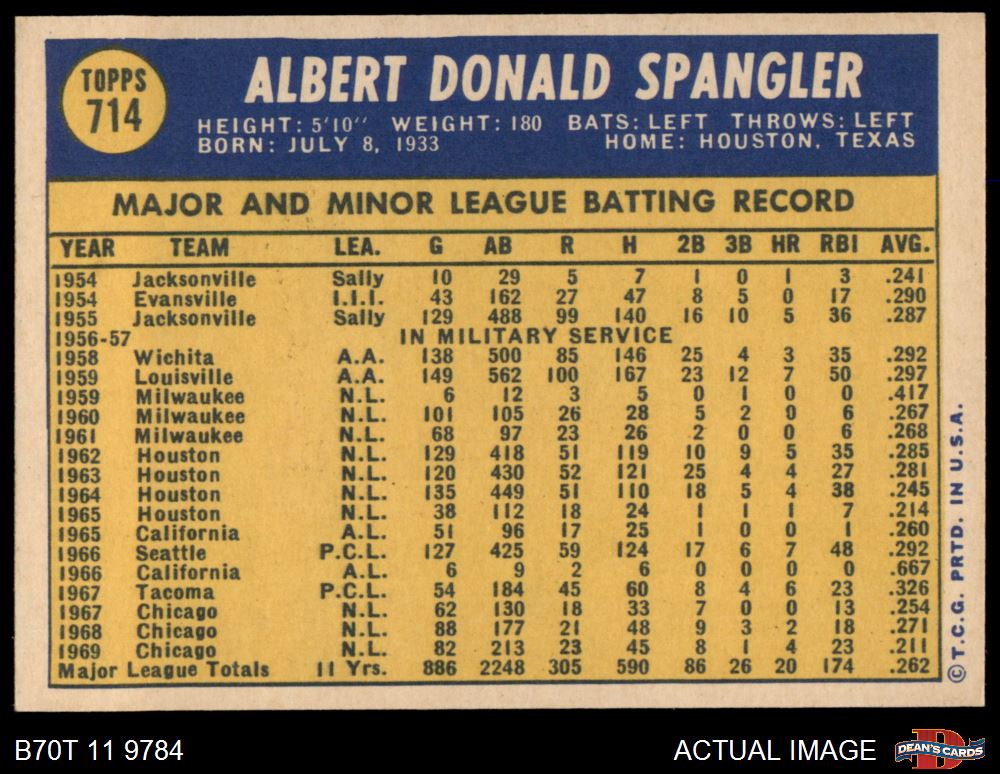 TOPPS
714
ALBERT DONALD SPANGLER
HEIGHT: 5'10" WEIGHT: 180 BATS: LEFT THROWS: LEFT
BORN: JULY 8, 1933 HOME: HOUSTON, TEXAS
MAJOR AND MINOR LEAGUE BATTING RECORD
YEAR TEAM LEA. G AB R H 2B 3B HR RBI AVG.
1954 Jacksonville Sally 10 29 5 7 1 0 1 3 .241
1954 Evansville I.I.I. 43 162 27 47 8 5 0 17 .290
1955 Jacksonville Sally 129 488 99 140 16 10 5 36 .287
1956-57 IN MILITARY SERVICE
1958 Wichita A.A. 138 500 85 146 25 4 3 35 .292
1959 Louisville A.A. 149 562 100 167 23 12 7 50 .297
1959 Milwaukee N.L. 6 12 3 5 0 1 0 0 .417
1960 Milwaukee N.L. 101 105 26 28 5 2 0 6 .267
1961 Milwaukee N.L. 68 97 23 26 2 0 0 6 .268
1962 Houston N.L. 129 418 51 119 10 9 5 35 .285
1963 Houston N.L. 120 430 52 121 25 4 4 27 .281
1964 Houston N.L. 135 449 51 110 18 5 4 38 .245
1965 Houston N.L. 38 112 18 24 1 1 1 7 .214
1965 California A.L. 51 96 17 25 1 0 0 1 .260
1966 Seattle P.C.L. 127 425 59 124 17 6 7 48 .292
1966 California A.L. 6 9 2 6 0 0 0 0 .667
1967 Tacoma P.C.L. 54 184 45 60 8 4 6 23 .326
1967 Chicago N.L. 62 130 18 33 7 0 0 13 .254
1968 Chicago N.L. 88 177 21 48 9 3 2 18 .271
1969 Chicago N.L. 82 213 23 45 8 1 4 23 .211
Major League Totals 11 Yrs. 886 2248 305 590 86 26 20 174 .262
© T.C.G. PRTD. IN U.S.A.
B70T 11 9784 ACTUAL IMAGE
D
DEAN'S CARDS